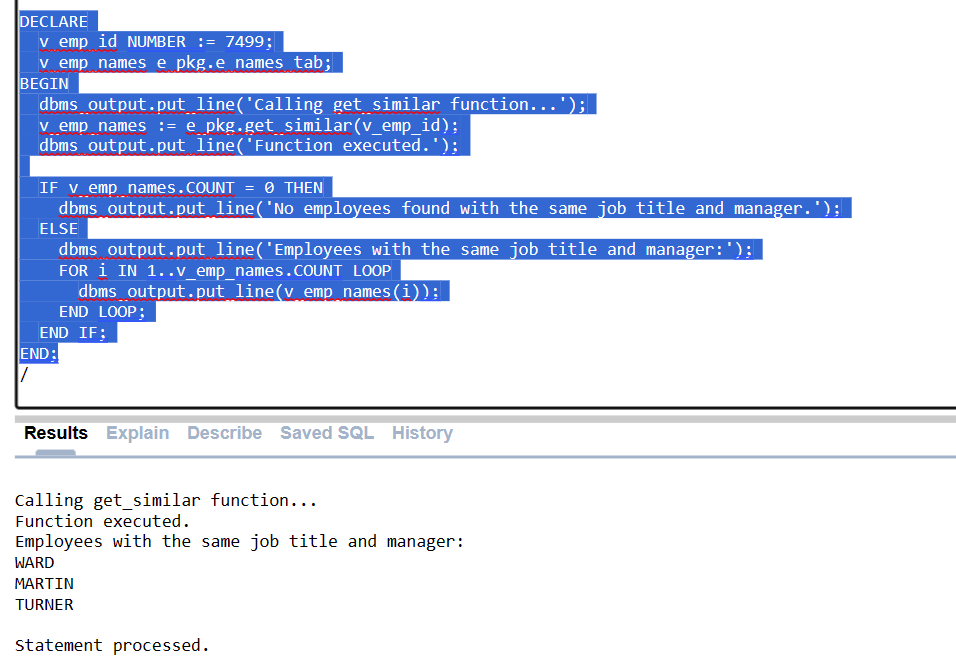 DECLARE
  v_emp_id NUMBER := 7499;
  v_emp_names e_pkg.e_names_tab;
BEGIN
  dbms_output.put_line('Calling get_similar function...');
  v_emp_names := e_pkg.get_similar(v_emp_id);
  dbms_output.put_line('Function executed.');
  IF v_emp_names.COUNT = 0 THEN
    dbms_output.put_line('No employees found with the same job title and manager.');
  ELSE
    dbms_output.put_line('Employees with the same job title and manager:');
    FOR i IN 1..v_emp_names.COUNT LOOP
      dbms_output.put_line(v_emp_names(i));
    END LOOP;
  END IF;
END;
/
Results Explain Describe Saved SQL History
Calling get_similar function...
Function executed.
Employees with the same job title and manager:
WARD
MARTIN
TURNER
Statement processed.